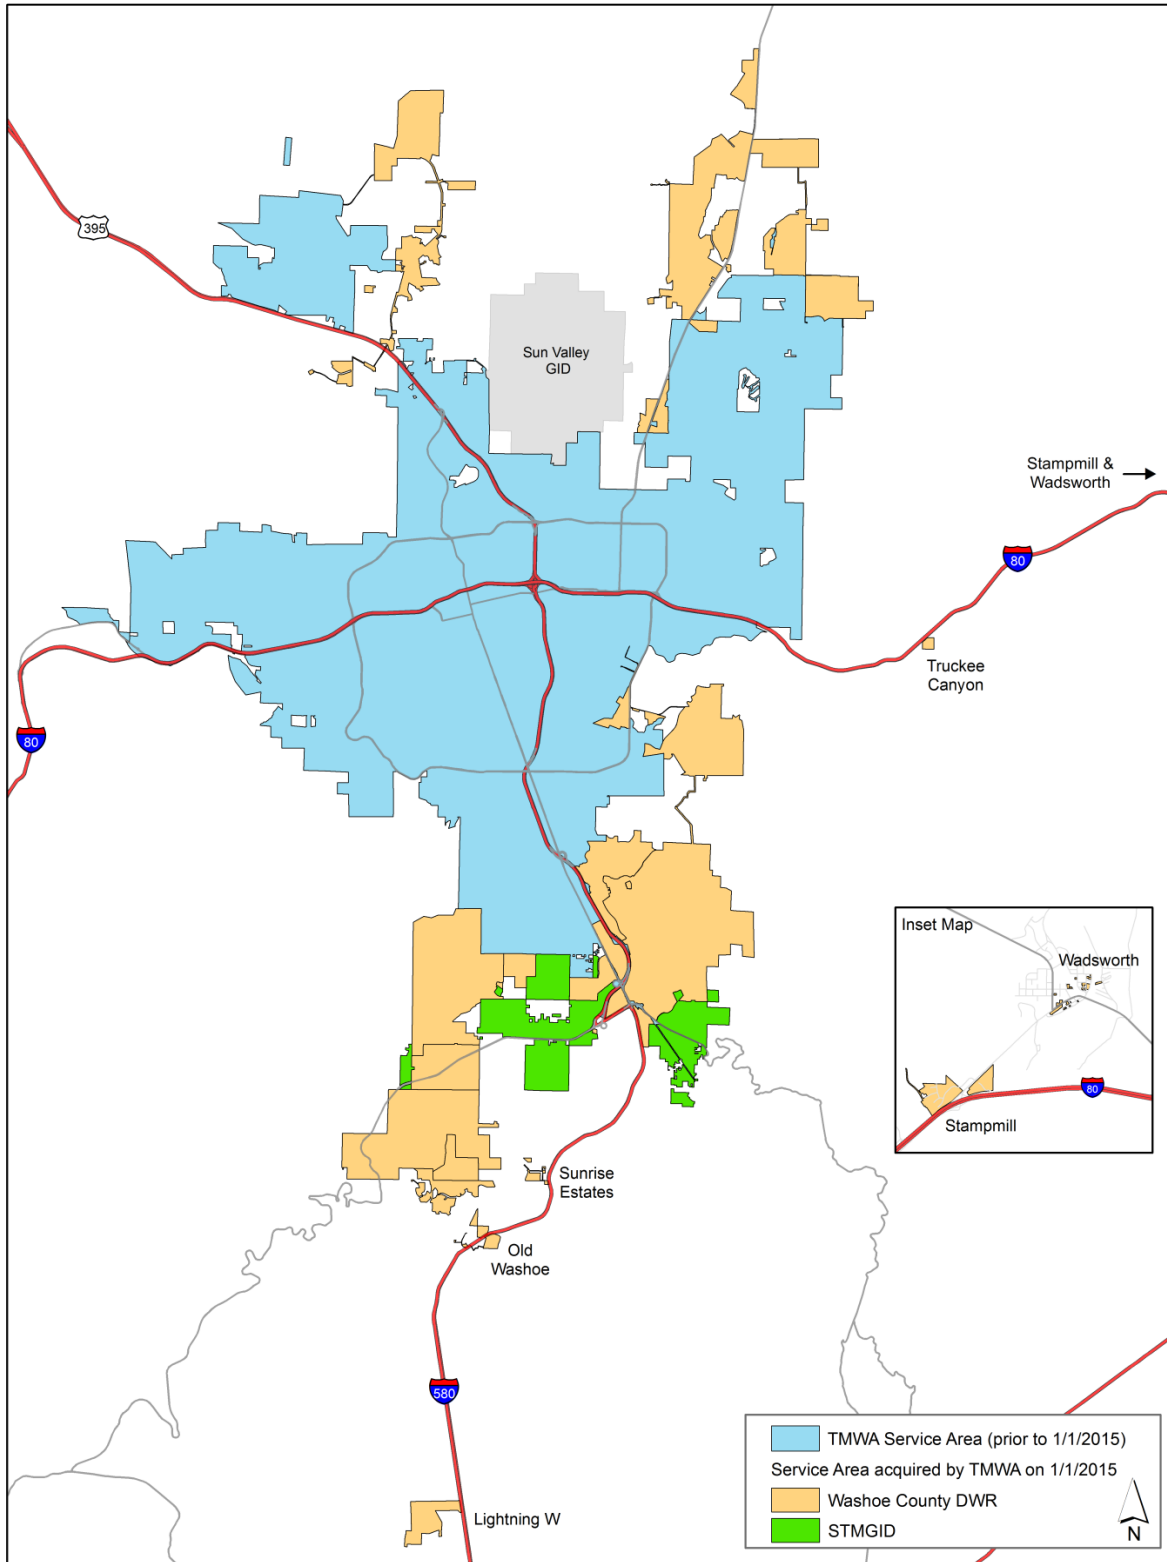 395
Sun Valley
GID
Stampmill &
Wadsworth
80
Truckee
Canyon
80
Inset Map
Wadsworth
80
Stampmill
Sunrise
Estates
Old
Washoe
580
Lightning W
TMWA Service Area (prior to 1/1/2015)
Service Area acquired by TMWA on 1/1/2015
Washoe County DWR
STMGID
N